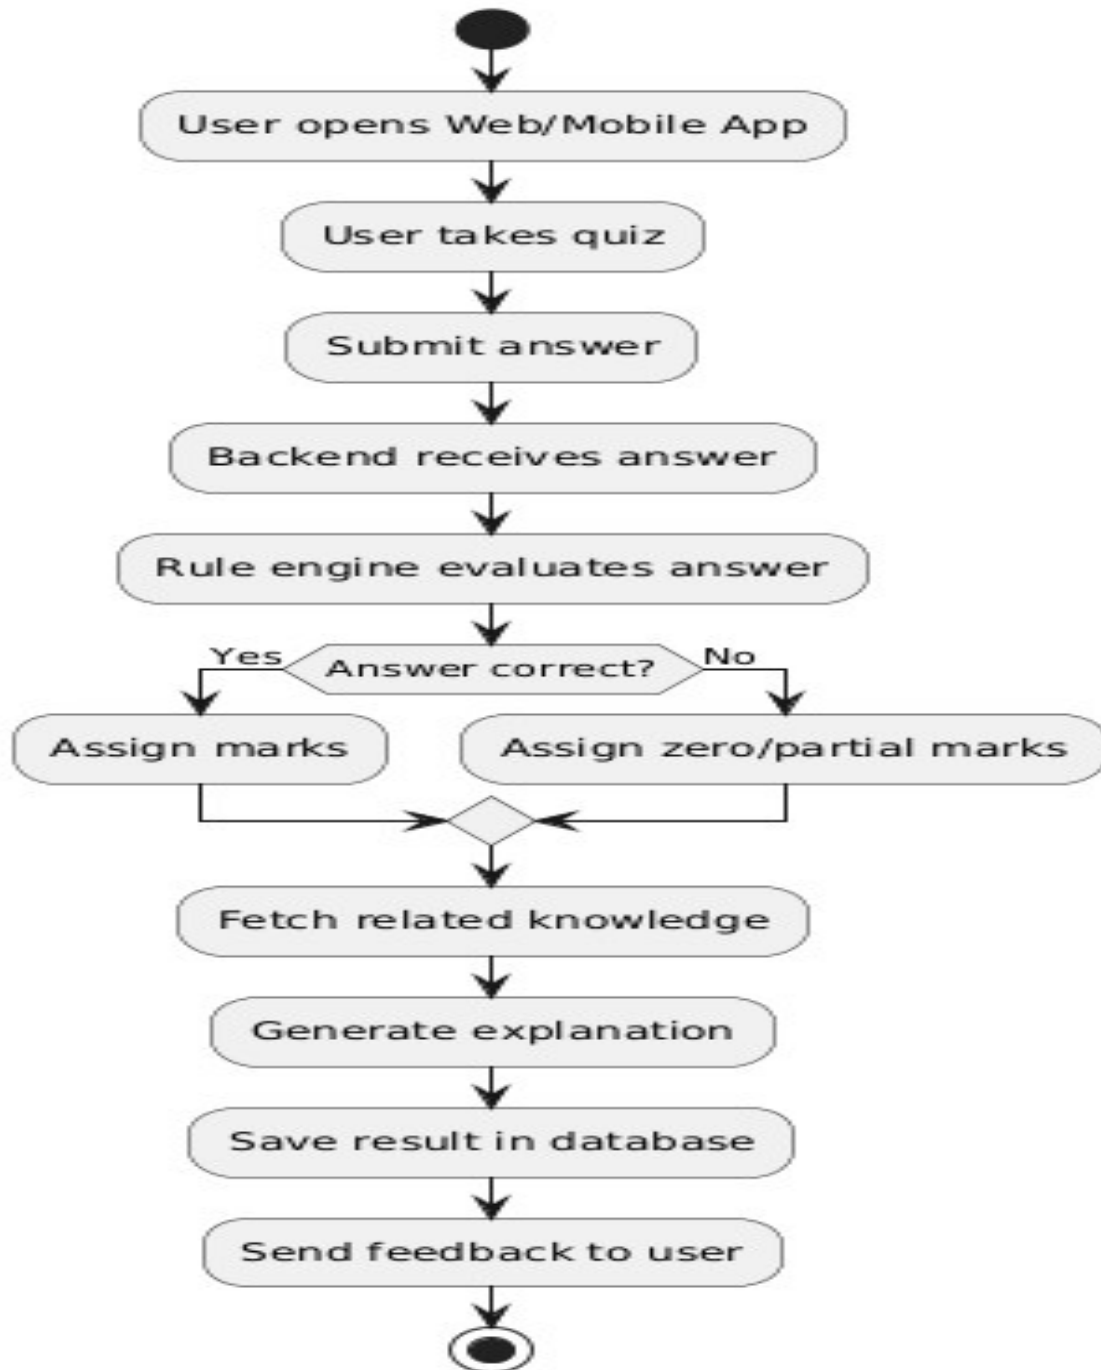 User opens Web/Mobile App
User takes quiz
Submit answer
Backend receives answer
Rule engine evaluates answer
Yes
Answer correct?
No
Assign marks
Assign zero/partial marks
Fetch related knowledge
Generate explanation
Save result in database
Send feedback to user